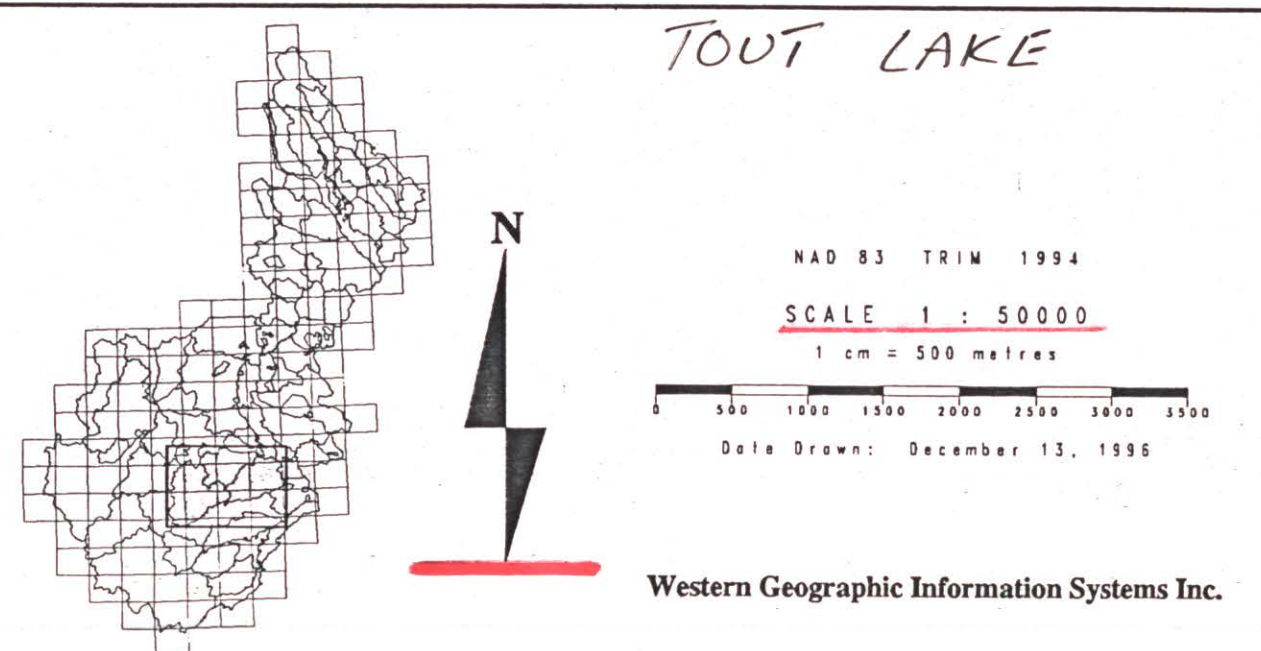 TOUT LAKE
N
NAD 83 TRIM 1994
SCALE 1 : 50000
1 cm = 500 metres
0 500 1000 1500 2000 2500 3000 3500
Date Drawn: December 13, 1996
Western Geographic Information Systems Inc.